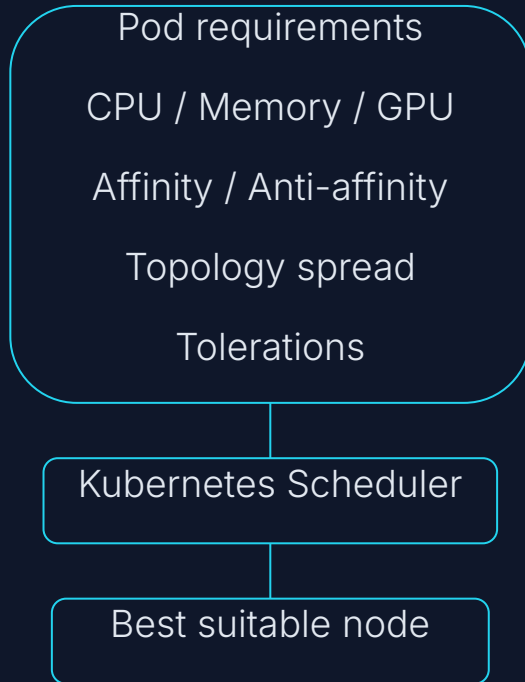 Pod requirements
CPU / Memory / GPU
Affinity / Anti-affinity
Topology spread
Tolerations
Kubernetes Scheduler
Best suitable node